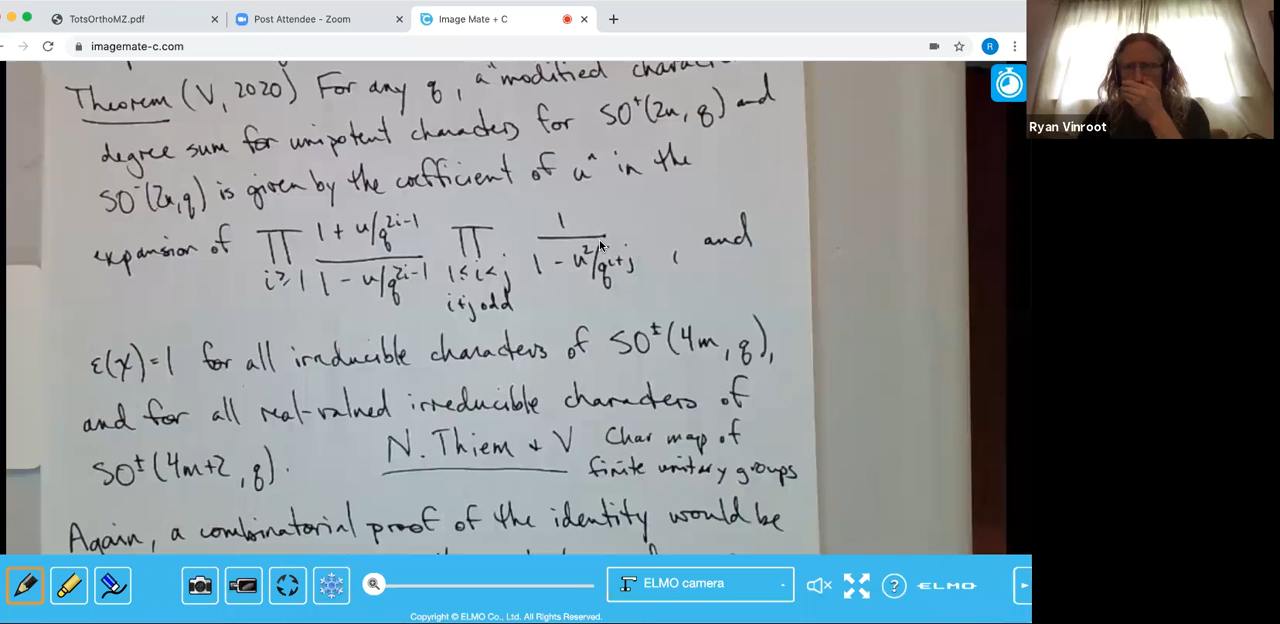 TotsOrthoMZ.pdf
Post Attendee - Zoom
Image Mate + C
imagemate-c.com
R
Theorem (V, 2020) For any q, a "modified character
degree sum for unipotent characters for SO⁺(2n, q) and
SO⁻(2n, q) is given by the coefficient of uⁿ in the
expansion of ∏_{i≥1} (1 + u/q^{2i-1})/(1 - u/q^{2i-1}) ∏_{1≤i<j, i+j odd} 1/(1 - u²/q^{i+j}), and
ε(χ)=1 for all irreducible characters of SO^±(4m, q),
and for all real-valued irreducible characters of
SO^±(4m+2, q).
N. Thiem & V
Char map of
finite unitary groups
Again, a combinatorial proof of the identity would be
Ryan Vinroot
ELMO camera
ELMO
Copyright © ELMO Co., Ltd. All Rights Reserved.